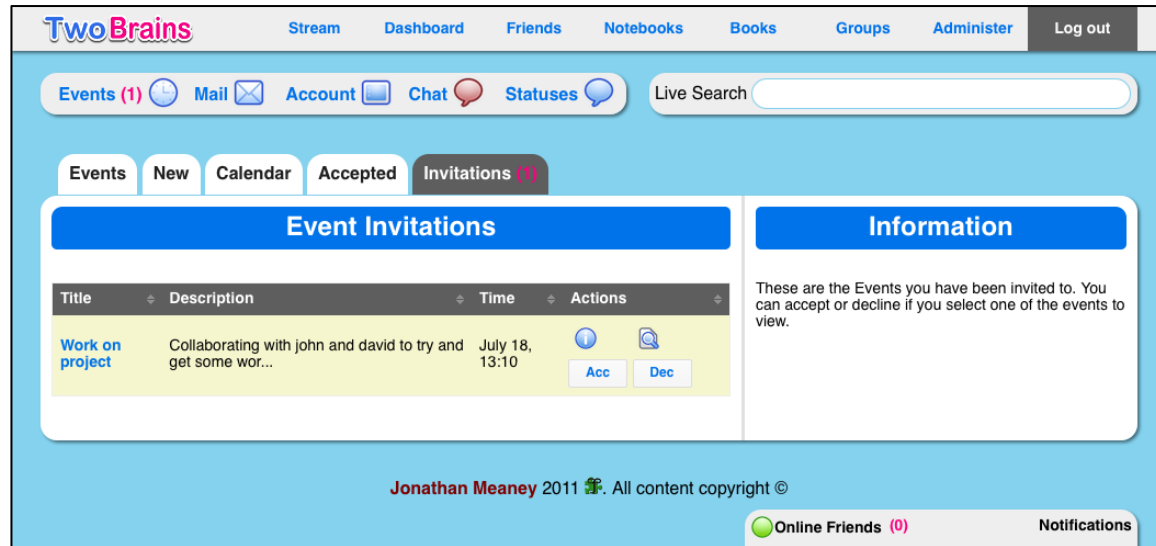 TwoBrains Stream Dashboard Friends Notebooks Books Groups Administer Log out
Events (1) Mail Account Chat Statuses Live Search
Events New Calendar Accepted Invitations (1)
Event Invitations
Title Description Time Actions
Work on project
Collaborating with john and david to try and
get some wor...
July 18,
13:10
Acc Dec
Information
These are the Events you have been invited to. You
can accept or decline if you select one of the events to
view.
Jonathan Meaney 2011 . All content copyright ©
Online Friends (0) Notifications